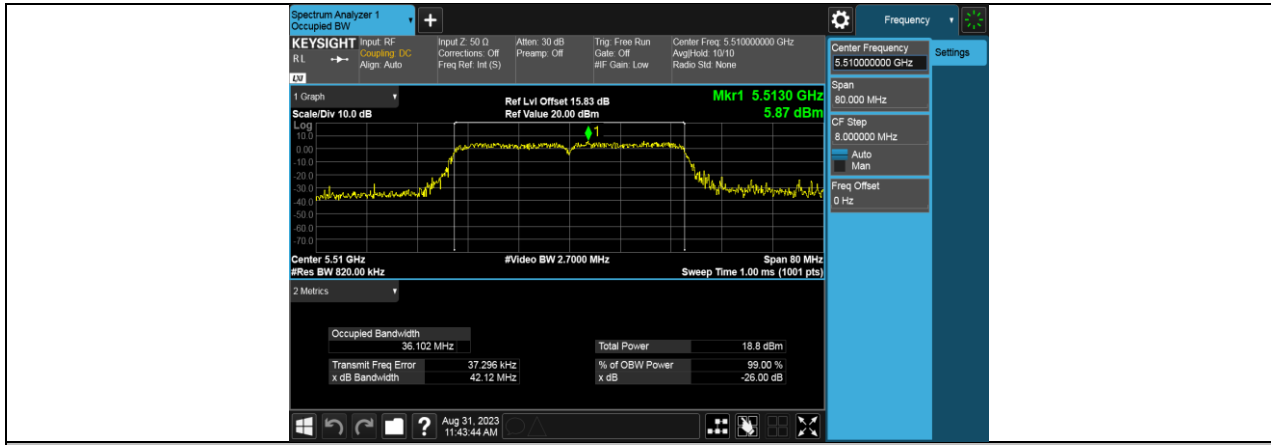 Spectrum Analyzer 1
Occupied BW
+
Frequency
KEYSIGHT
R L
LXI
Input: RF
Coupling: DC
Align: Auto
Input Z: 50 Ω
Corrections: Off
Freq Ref: Int (S)
Atten: 30 dB
Preamp: Off
Trig: Free Run
Gate: Off
#IF Gain: Low
Center Freq: 5.510000000 GHz
Avg|Hold: 10/10
Radio Std: None
1 Graph
Scale/Div 10.0 dB
Ref Lvl Offset 15.83 dB
Ref Value 20.00 dBm
Mkr1 5.5130 GHz
5.87 dBm
Log
10.0
0.00
-10.0
-20.0
-30.0
-40.0
-50.0
-60.0
-70.0
1
Center 5.51 GHz
#Res BW 820.00 kHz
#Video BW 2.7000 MHz
Span 80 MHz
Sweep Time 1.00 ms (1001 pts)
2 Metrics
Occupied Bandwidth
36.102 MHz
Transmit Freq Error 37.296 kHz
x dB Bandwidth 42.12 MHz
Total Power 18.8 dBm
% of OBW Power 99.00 %
x dB -26.00 dB
Center Frequency
5.510000000 GHz
Settings
Span
80.000 MHz
CF Step
8.000000 MHz
Auto
Man
Freq Offset
0 Hz
?
Aug 31, 2023
11:43:44 AM